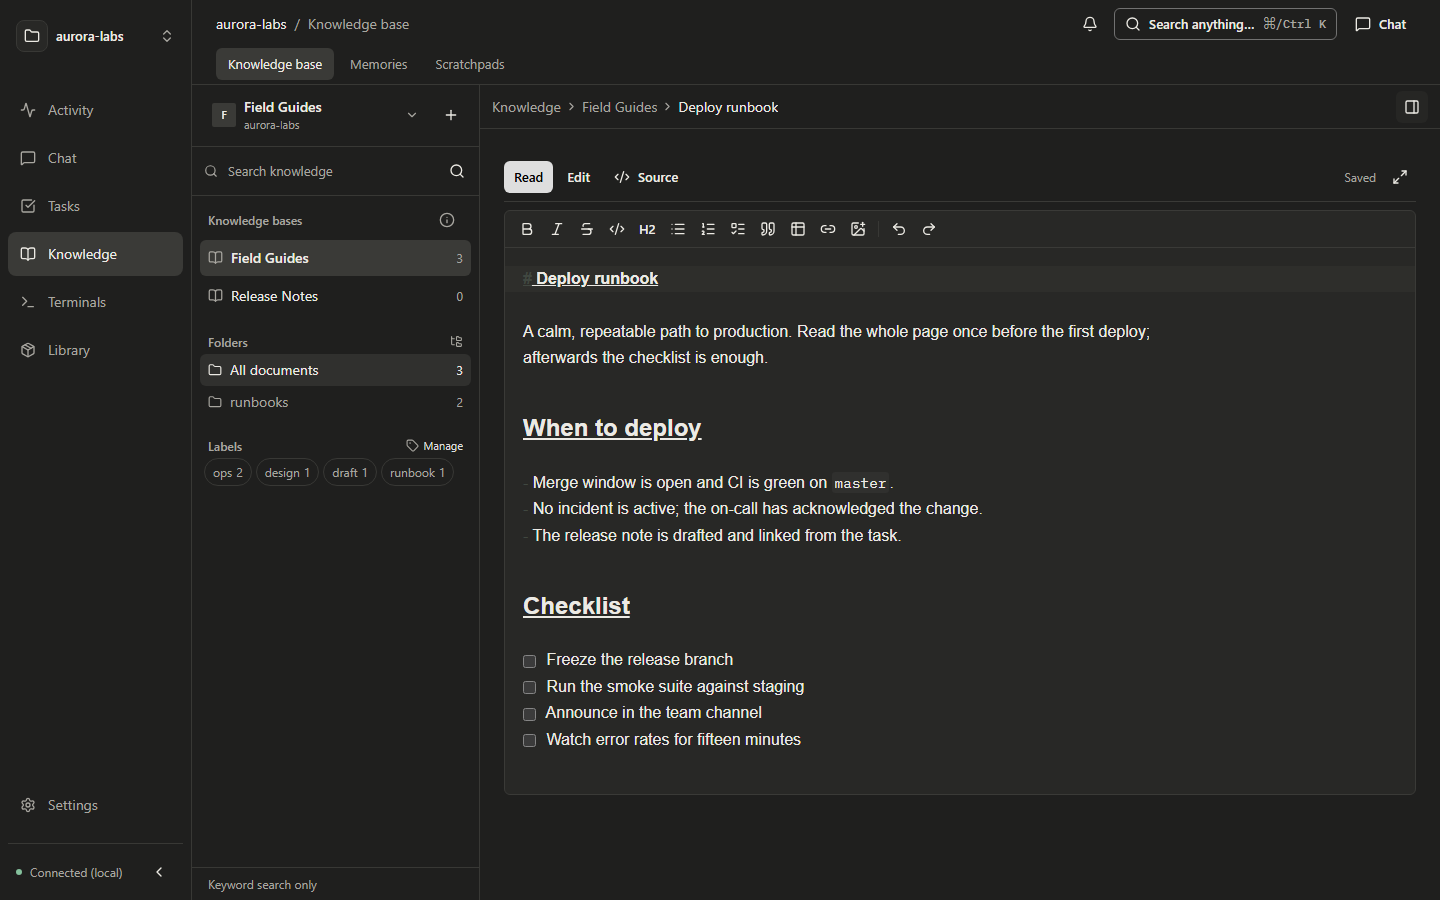 aurora-labs
Activity
Chat
Tasks
Knowledge
Terminals
Library
Settings
Connected (local)
aurora-labs / Knowledge base
Search anything... ⌘/Ctrl K
Chat
Knowledge base Memories Scratchpads
F
Field Guides
aurora-labs
Search knowledge
Knowledge bases
Field Guides 3
Release Notes 0
Folders
All documents 3
runbooks 2
Labels Manage
ops 2 design 1 draft 1 runbook 1
Keyword search only
Knowledge > Field Guides > Deploy runbook
Read Edit </> Source Saved
H2
# Deploy runbook
A calm, repeatable path to production. Read the whole page once before the first deploy;
afterwards the checklist is enough.
When to deploy
- Merge window is open and CI is green on master.
- No incident is active; the on-call has acknowledged the change.
- The release note is drafted and linked from the task.
Checklist
Freeze the release branch
Run the smoke suite against staging
Announce in the team channel
Watch error rates for fifteen minutes